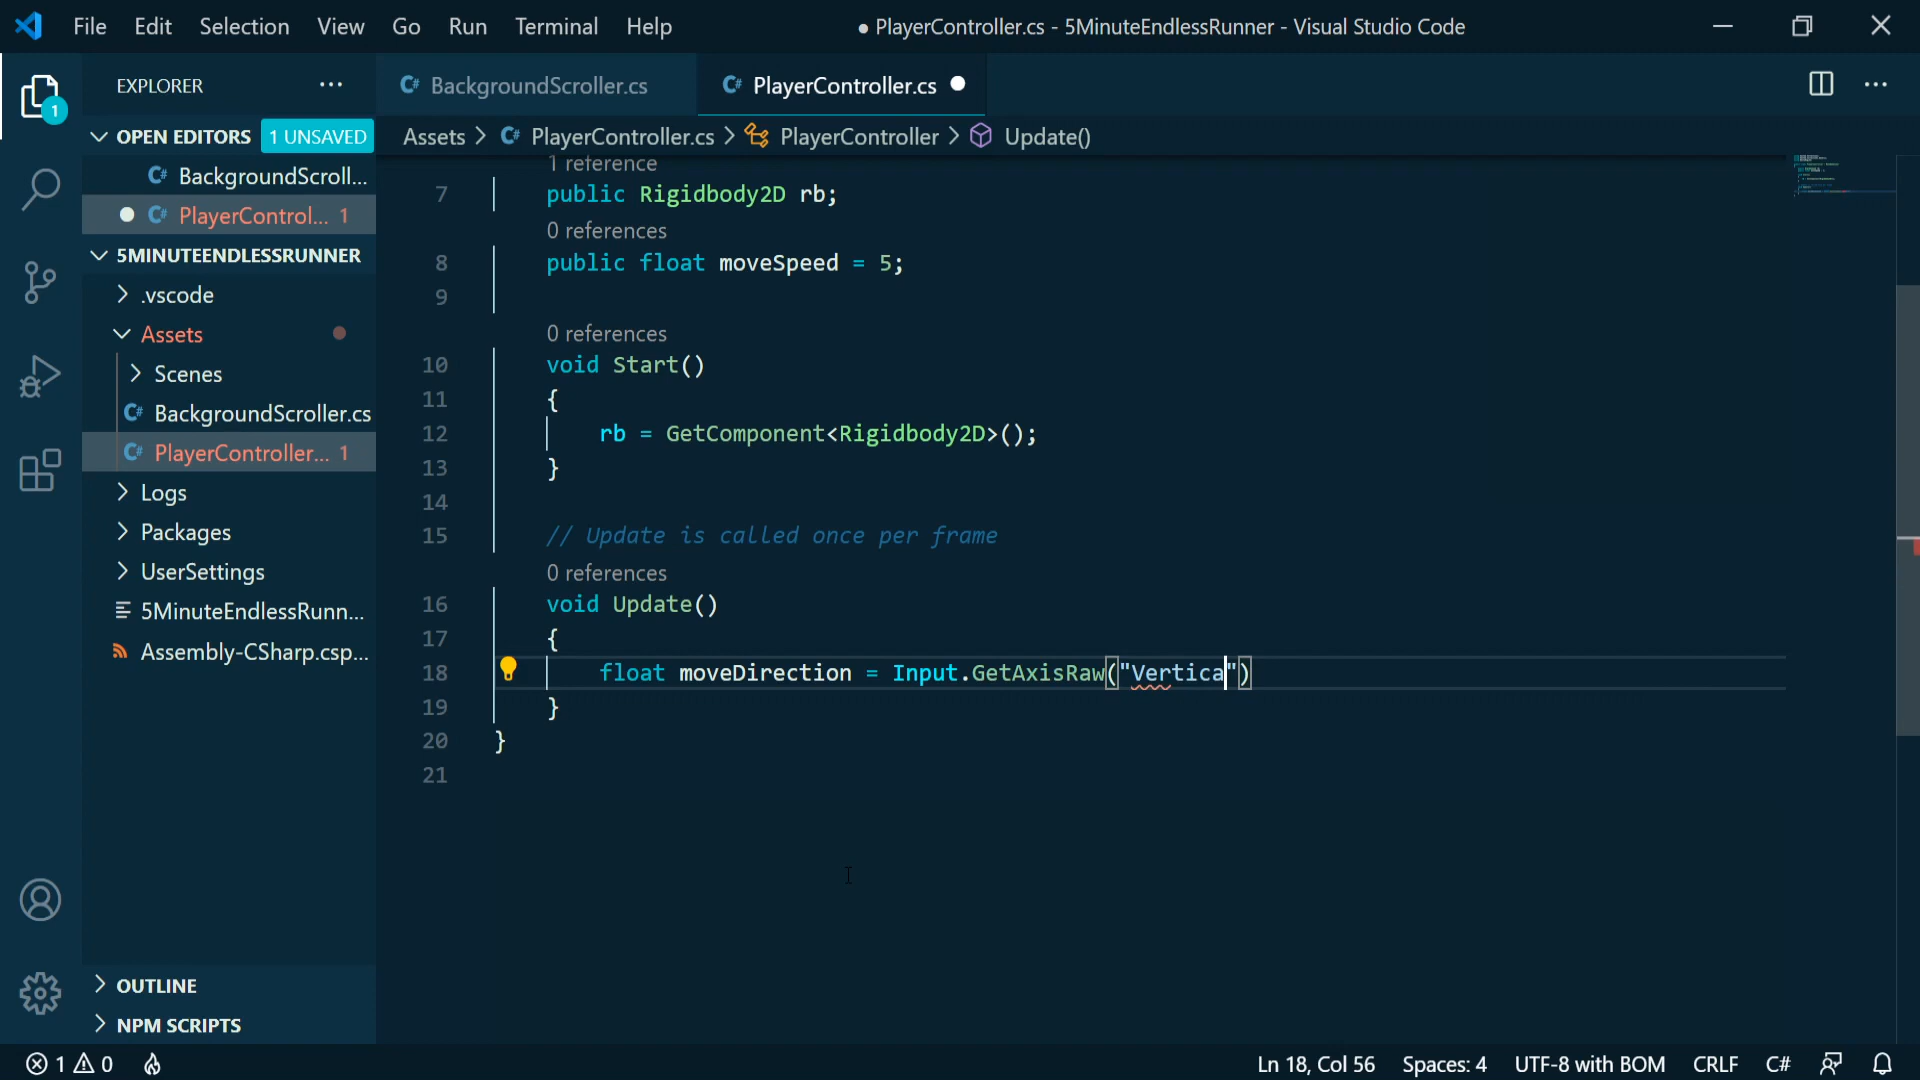 File Edit Selection View Go Run Terminal Help
● PlayerController.cs - 5MinuteEndlessRunner - Visual Studio Code
EXPLORER
BackgroundScroller.cs
PlayerController.cs
1
OPEN EDITORS 1 UNSAVED
Assets > PlayerController.cs > PlayerController > Update()
BackgroundScroll...
PlayerControl... 1
5MINUTEENDLESSRUNNER
.vscode
Assets
Scenes
BackgroundScroller.cs
PlayerController... 1
Logs
Packages
UserSettings
5MinuteEndlessRunn...
Assembly-CSharp.csp...
OUTLINE
NPM SCRIPTS
1 reference
7 public Rigidbody2D rb;
0 references
8 public float moveSpeed = 5;
9
0 references
10 void Start()
11 {
12 rb = GetComponent<Rigidbody2D>();
13 }
14
15 // Update is called once per frame
0 references
16 void Update()
17 {
18 float moveDirection = Input.GetAxisRaw("Vertica")
19 }
20 }
21
1 0
Ln 18, Col 56 Spaces: 4 UTF-8 with BOM CRLF C#